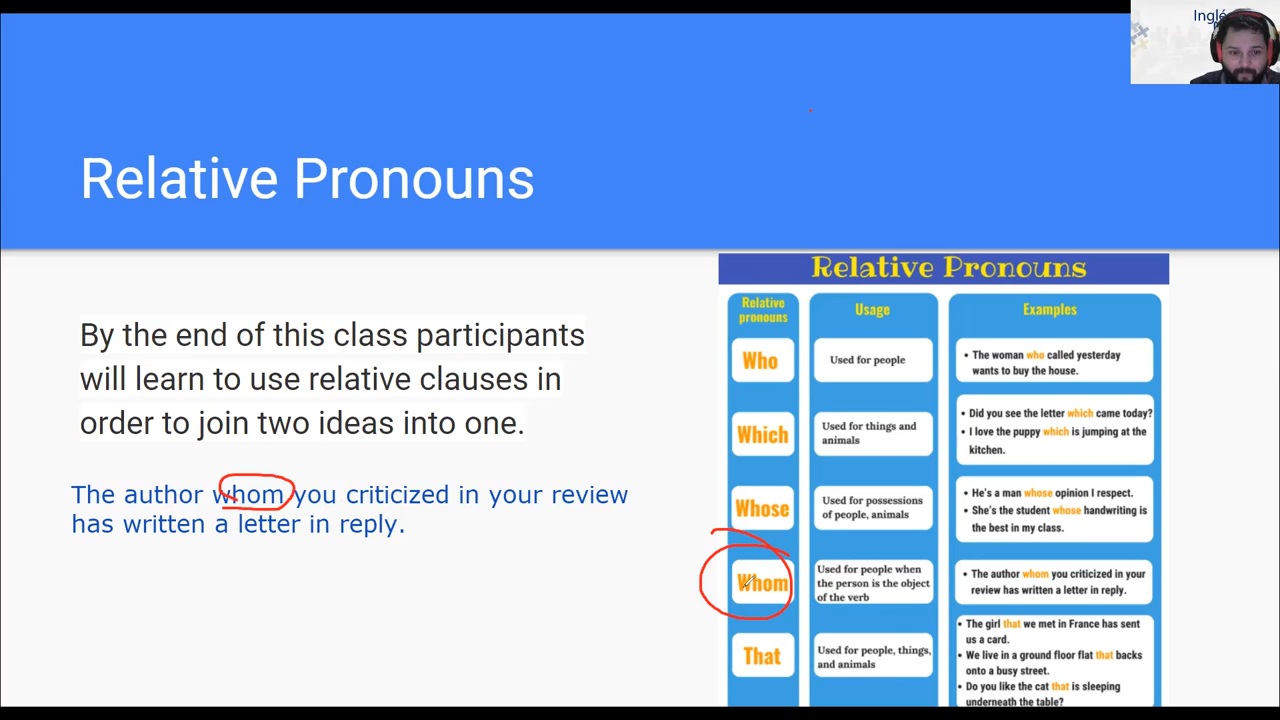 Inglé
Relative Pronouns
By the end of this class participants
will learn to use relative clauses in
order to join two ideas into one.
The author whom you criticized in your review
has written a letter in reply.
Relative Pronouns
Relative
pronouns
Usage
Examples
Who
Used for people
• The woman who called yesterday
wants to buy the house.
Which
Used for things and
animals
• Did you see the letter which came today?
• I love the puppy which is jumping at the
kitchen.
Whose
Used for possessions
of people, animals
• He's a man whose opinion I respect.
• She's the student whose handwriting is
the best in my class.
Whom
Used for people when
the person is the object
of the verb
• The author whom you criticized in your
review has written a letter in reply.
That
Used for people, things,
and animals
• The girl that we met in France has sent
us a card.
• We live in a ground floor flat that backs
onto a busy street.
• Do you like the cat that is sleeping
underneath the table?